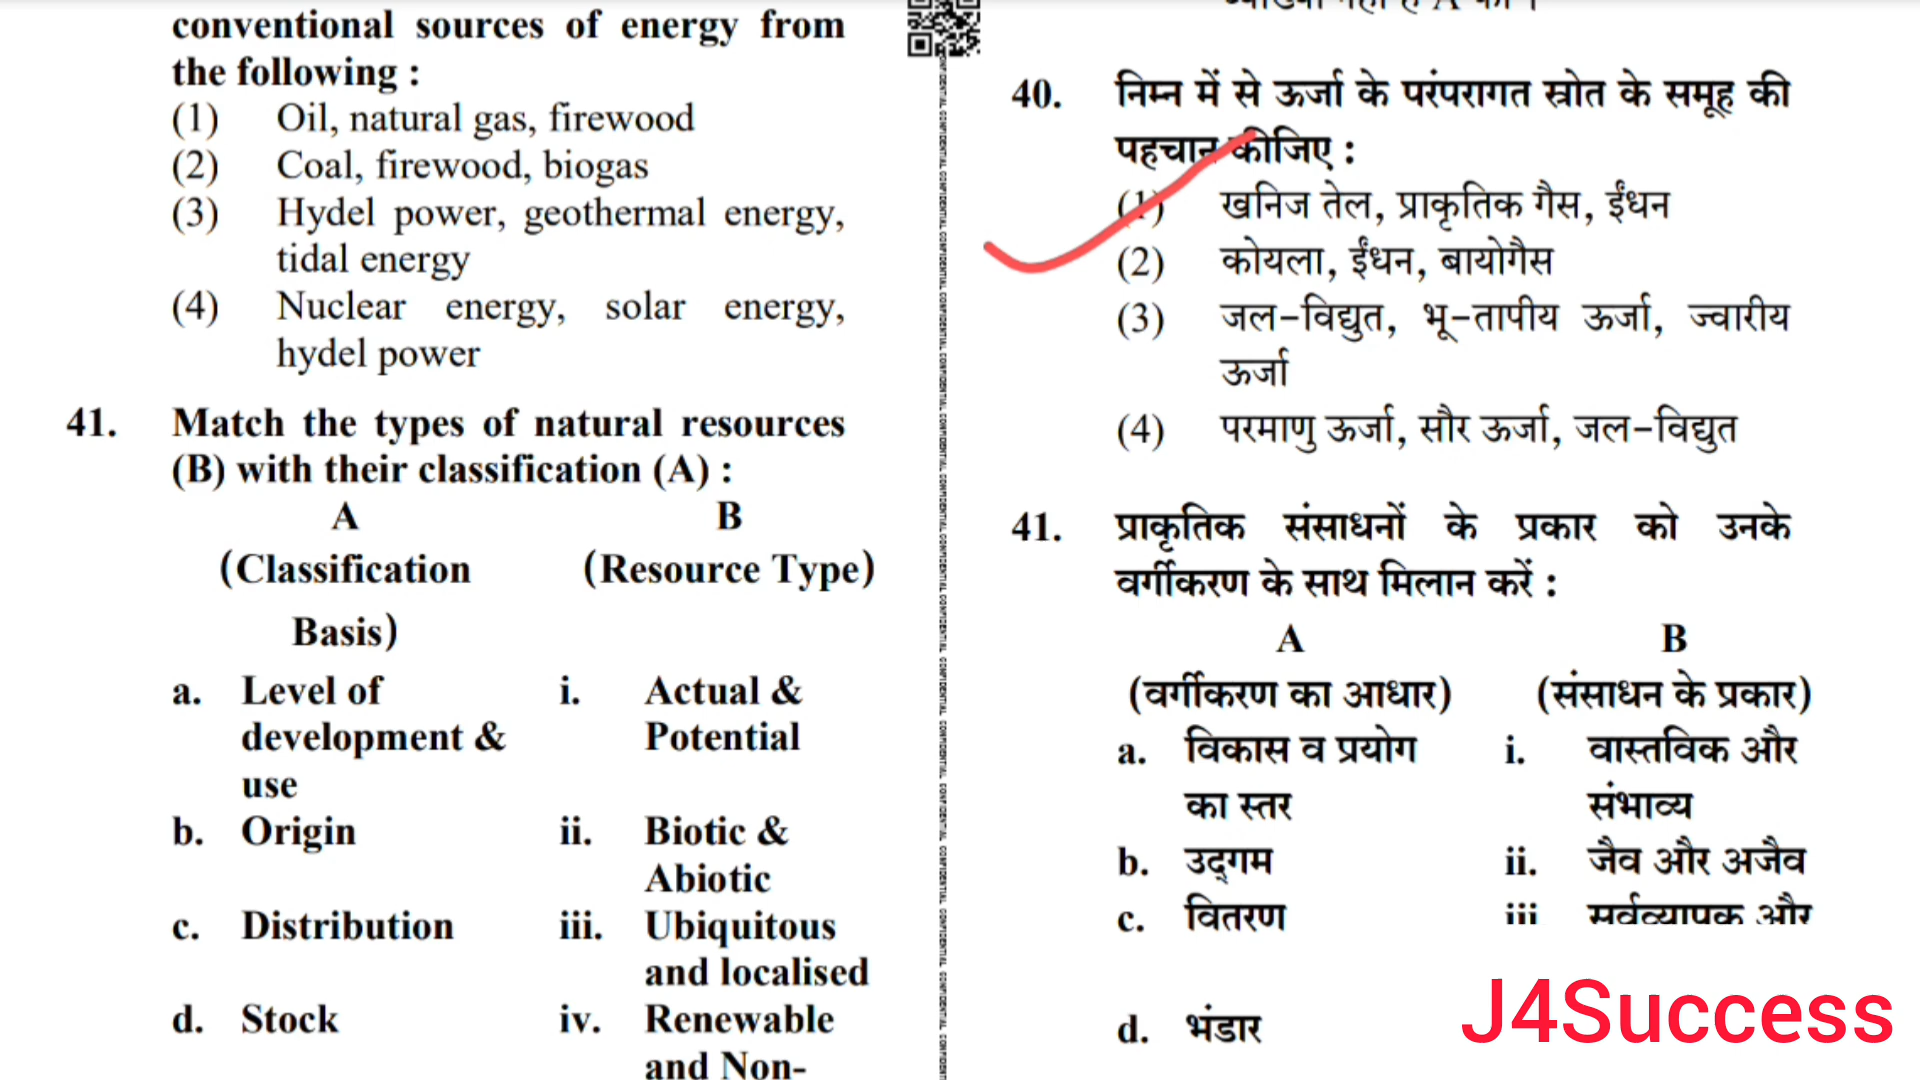 conventional sources of energy from
the following :
(1) Oil, natural gas, firewood
(2) Coal, firewood, biogas
(3) Hydel power, geothermal energy,
tidal energy
(4) Nuclear energy, solar energy,
hydel power
41. Match the types of natural resources
(B) with their classification (A) :
A B
(Classification (Resource Type)
Basis)
a. Level of i. Actual &
development & Potential
use
b. Origin ii. Biotic &
Abiotic
c. Distribution iii. Ubiquitous
and localised
d. Stock iv. Renewable
and Non-
40. निम्न में से ऊर्जा के परंपरागत स्रोत के समूह की
पहचान कीजिए :
(1) खनिज तेल, प्राकृतिक गैस, ईंधन
(2) कोयला, ईंधन, बायोगैस
(3) जल-विद्युत, भू-तापीय ऊर्जा, ज्वारीय
ऊर्जा
(4) परमाणु ऊर्जा, सौर ऊर्जा, जल-विद्युत
41. प्राकृतिक संसाधनों के प्रकार को उनके
वर्गीकरण के साथ मिलान करें :
A B
(वर्गीकरण का आधार) (संसाधन के प्रकार)
a. विकास व प्रयोग i. वास्तविक और
का स्तर संभाव्य
b. उद्गम ii. जैव और अजैव
c. वितरण iii सर्वव्यापक और
d. भंडार
J4Success